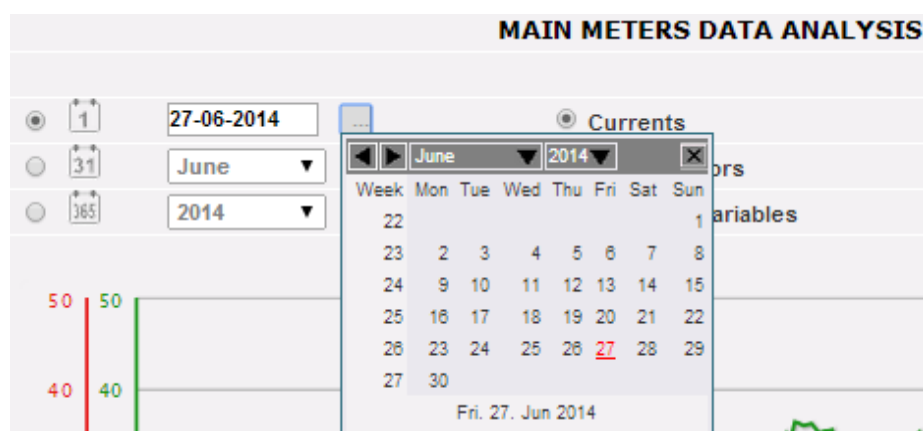 MAIN METERS DATA ANALYSIS
1 27-06-2014 ... Currents
31 June ors
365 2014 ariables
June 2014 X
Week Mon Tue Wed Thu Fri Sat Sun
22 1
23 2 3 4 5 6 7 8
24 9 10 11 12 13 14 15
25 16 17 18 19 20 21 22
26 23 24 25 26 27 28 29
27 30
Fri. 27. Jun 2014
50 50
40 40